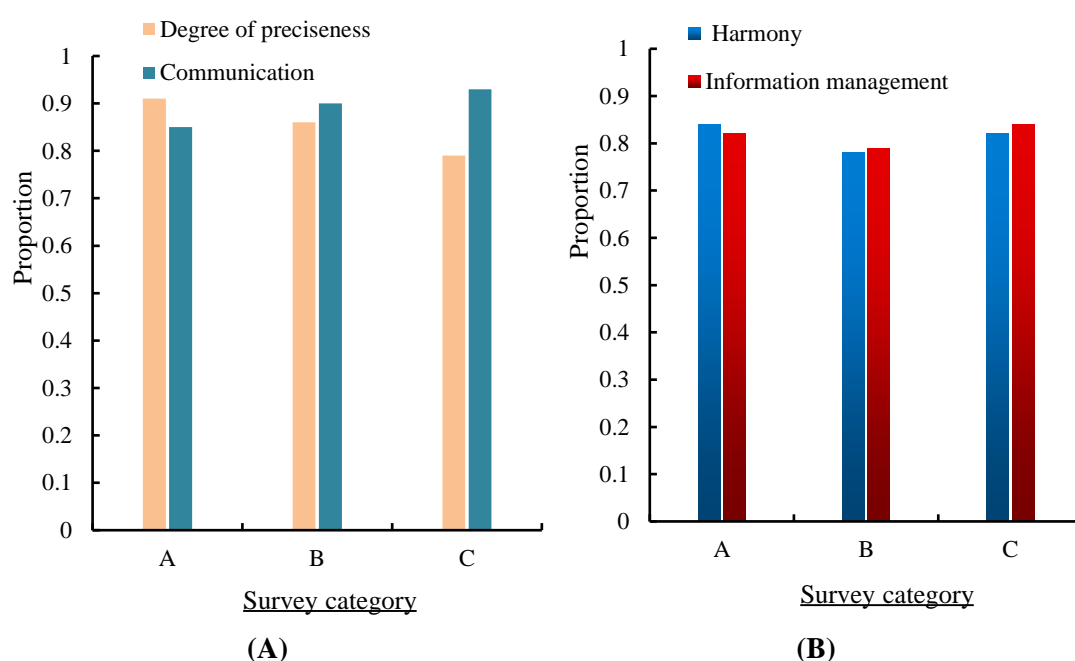 Degree of preciseness
Communication
1
0.9
0.8
0.7
0.6
0.5
0.4
0.3
0.2
0.1
0
Proportion
A B C
Survey category
(A)
Harmony
Information management
1
0.9
0.8
0.7
0.6
0.5
0.4
0.3
0.2
0.1
0
Proportion
A B C
Survey category
(B)